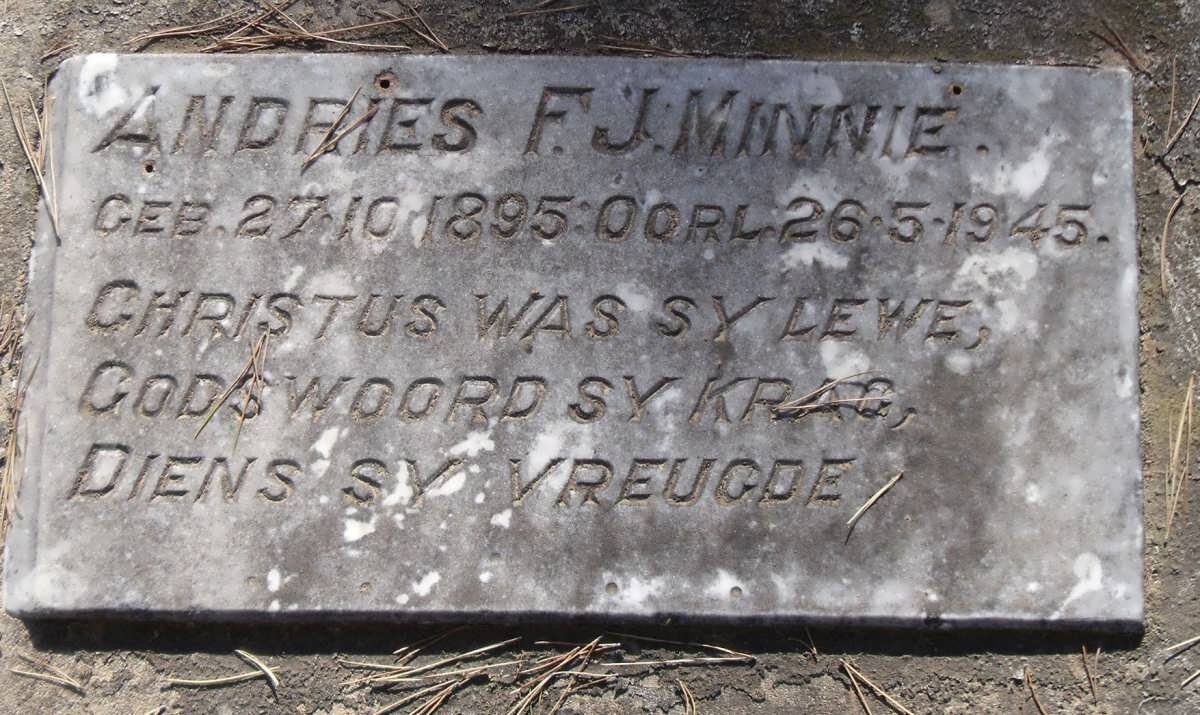 ANDRIES F.J. MINNIE.
GEB. 27·10·1895: OORL. 26·5·1945.
CHRISTUS WAS SY LEWE,
GODSWOORD SY KRAG,
DIENS SY VREUGDE